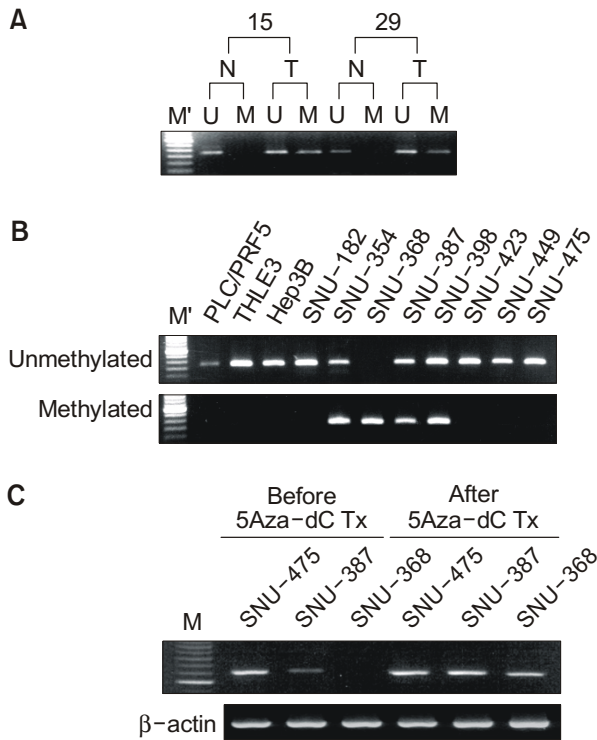 A
15 29
N T N T
M' U M U M U M U M
B
M' PLC/PRF5 THLE3 Hep3B SNU−182 SNU−354 SNU−368 SNU−387 SNU−398 SNU−423 SNU−449 SNU−475
Unmethylated
Methylated
C
Before After
5Aza−dC Tx 5Aza−dC Tx
M SNU−475 SNU−387 SNU−368 SNU−475 SNU−387 SNU−368
β−actin